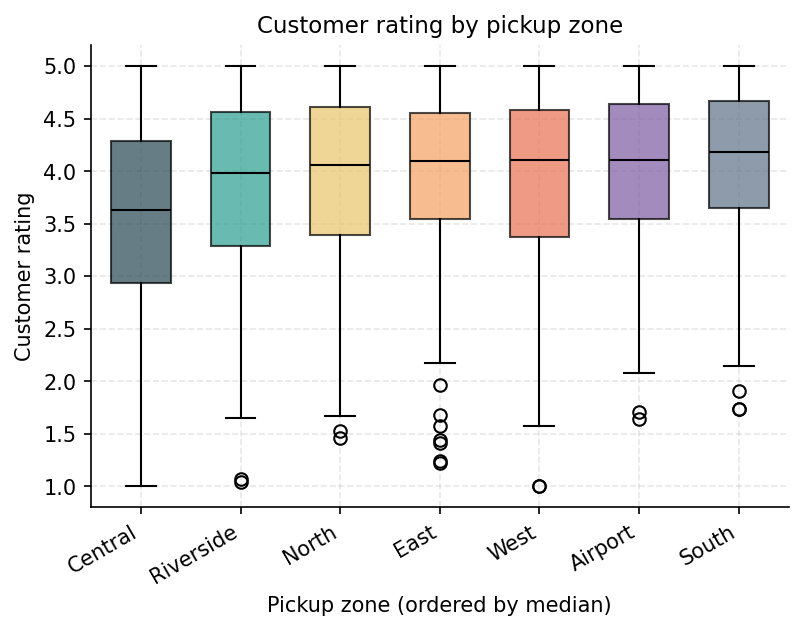 Customer rating by pickup zone
Customer rating
5.0
4.5
4.0
3.5
3.0
2.5
2.0
1.5
1.0
Central
Riverside
North
East
West
Airport
South
Pickup zone (ordered by median)